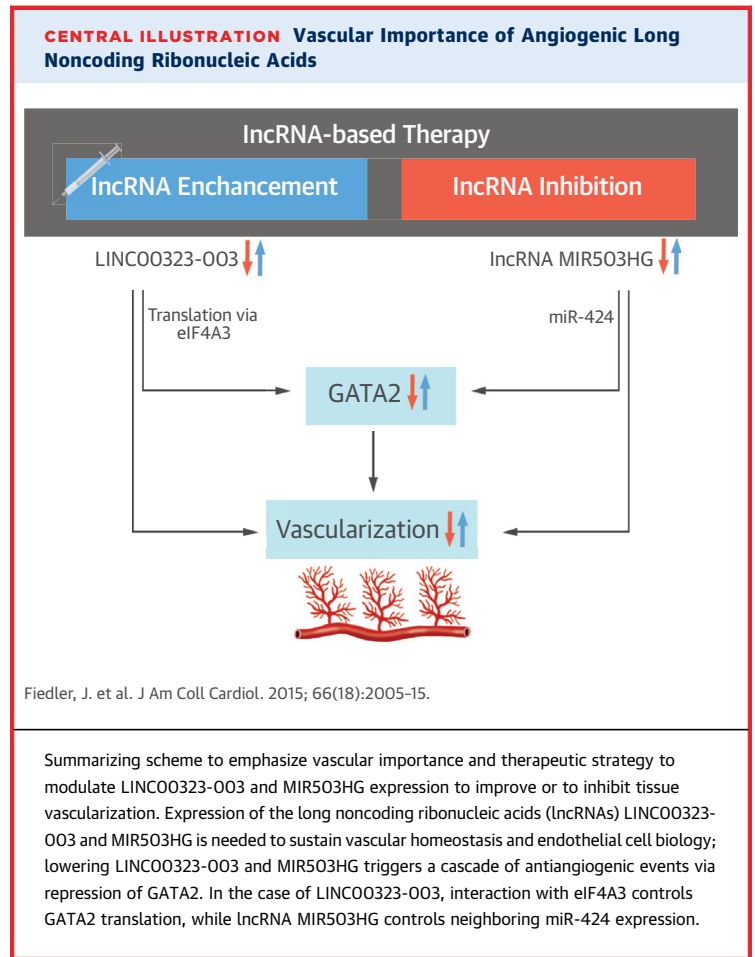 CENTRAL ILLUSTRATION Vascular Importance of Angiogenic Long
Noncoding Ribonucleic Acids
lncRNA-based Therapy
lncRNA Enchancement
lncRNA Inhibition
LINC00323-003
lncRNA MIR503HG
Translation via
eIF4A3
miR-424
GATA2
Vascularization
Fiedler, J. et al. J Am Coll Cardiol. 2015; 66(18):2005-15.
Summarizing scheme to emphasize vascular importance and therapeutic strategy to
modulate LINC00323-003 and MIR503HG expression to improve or to inhibit tissue
vascularization. Expression of the long noncoding ribonucleic acids (lncRNAs) LINC00323-
003 and MIR503HG is needed to sustain vascular homeostasis and endothelial cell biology;
lowering LINC00323-003 and MIR503HG triggers a cascade of antiangiogenic events via
repression of GATA2. In the case of LINC00323-003, interaction with eIF4A3 controls
GATA2 translation, while lncRNA MIR503HG controls neighboring miR-424 expression.